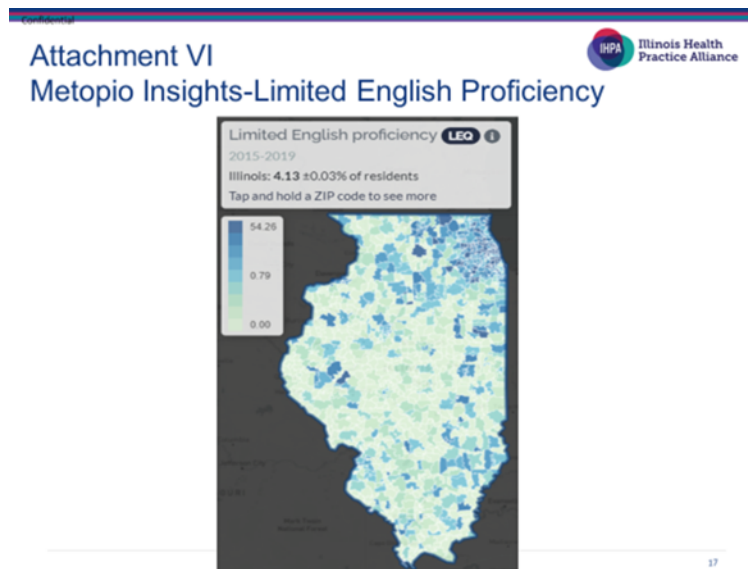 Confidential
Attachment VI
Metopio Insights-Limited English Proficiency
IHPA
Illinois Health
Practice Alliance
Limited English proficiency LEQ i
2015-2019
Illinois: 4.13 ±0.03% of residents
Tap and hold a ZIP code to see more
54.26
0.79
0.00
17